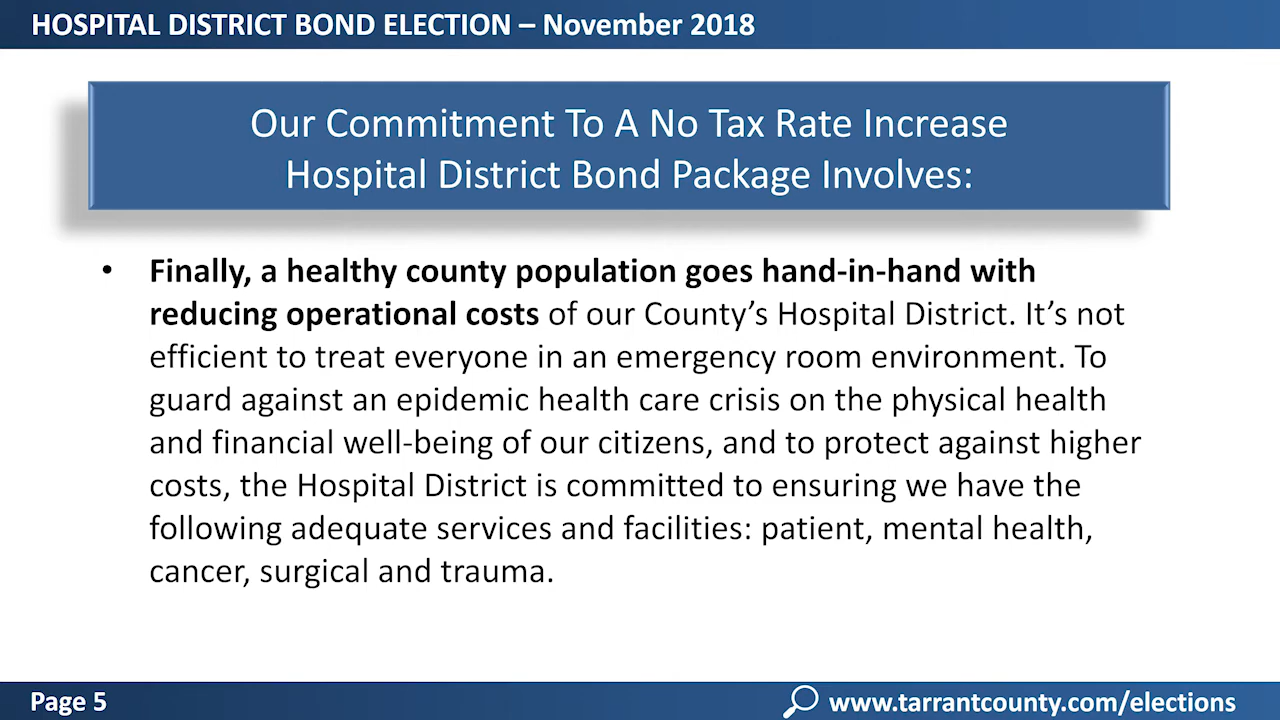 HOSPITAL DISTRICT BOND ELECTION – November 2018
Our Commitment To A No Tax Rate Increase
Hospital District Bond Package Involves:
• Finally, a healthy county population goes hand-in-hand with
reducing operational costs of our County’s Hospital District. It’s not
efficient to treat everyone in an emergency room environment. To
guard against an epidemic health care crisis on the physical health
and financial well-being of our citizens, and to protect against higher
costs, the Hospital District is committed to ensuring we have the
following adequate services and facilities: patient, mental health,
cancer, surgical and trauma.
Page 5
www.tarrantcounty.com/elections